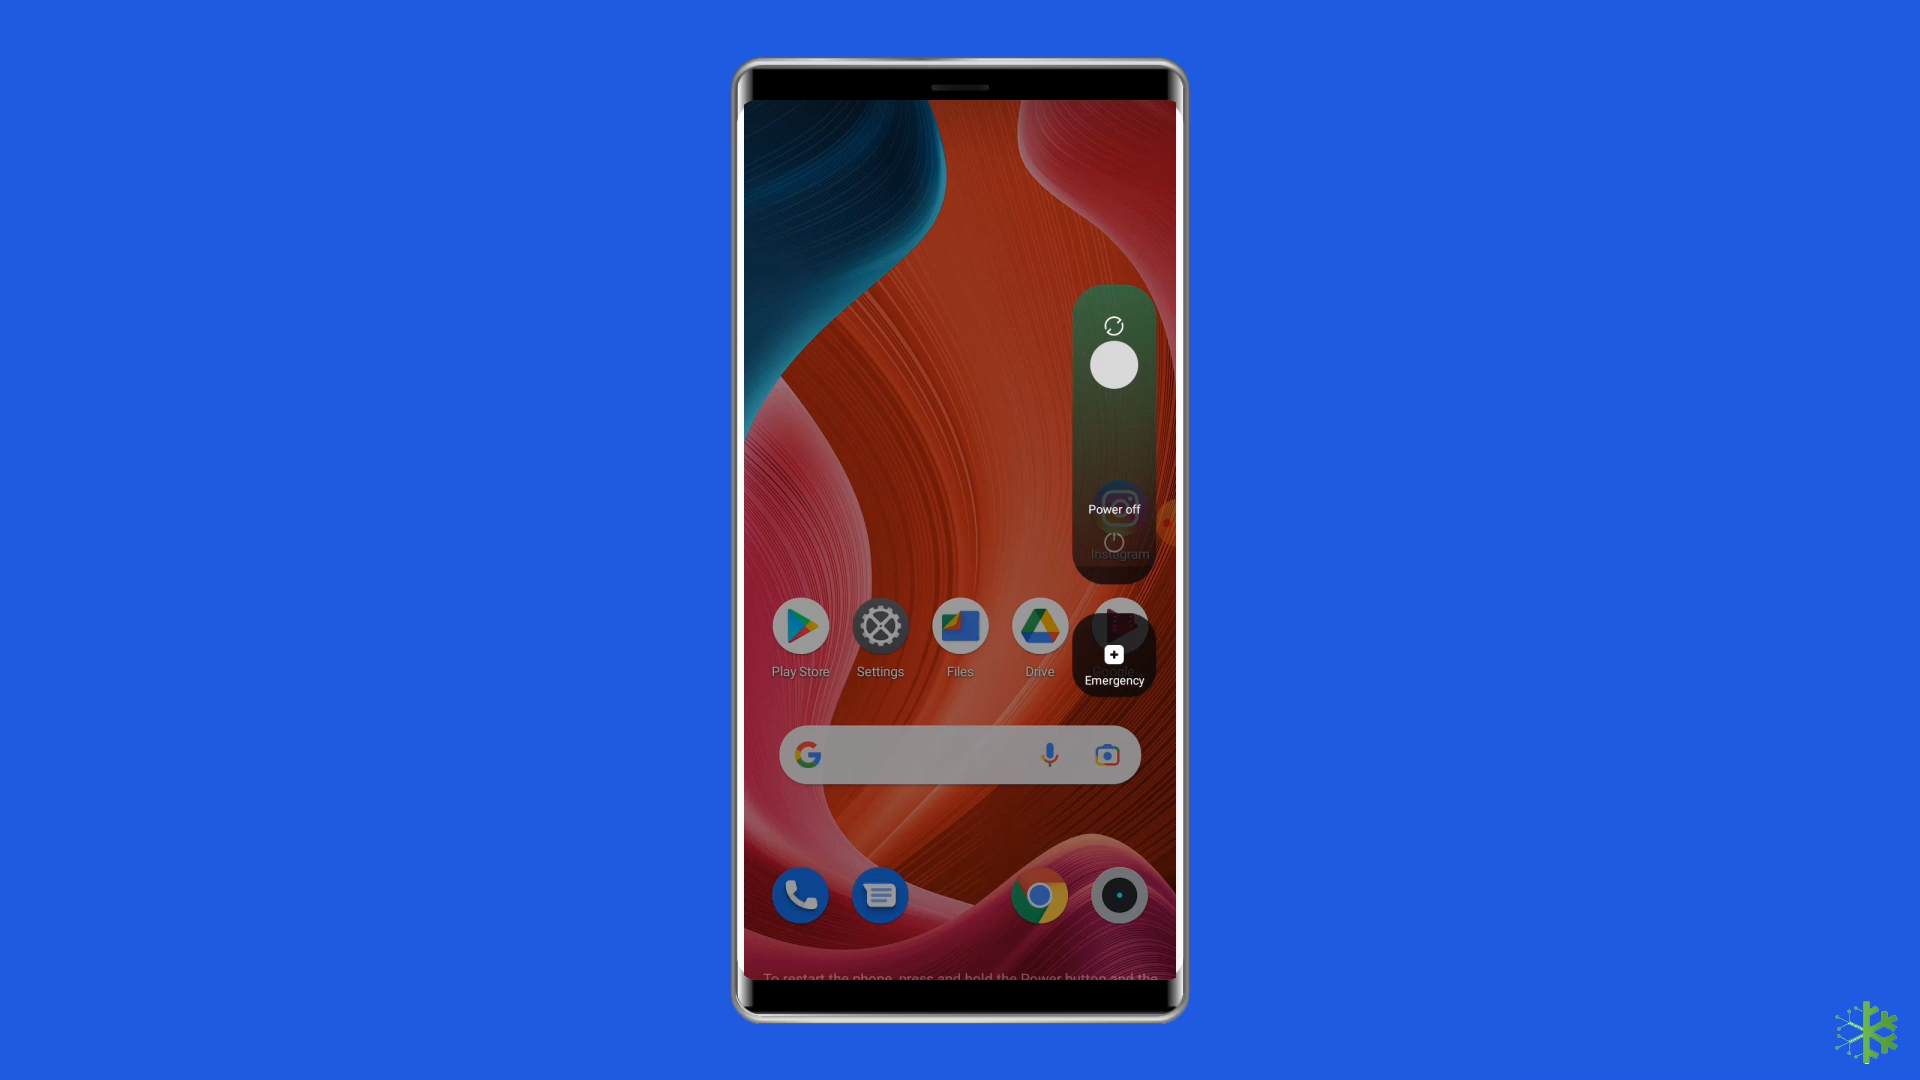 Power off
Instagram
Play Store
Settings
Files
Drive
Google
Emergency
To restart the phone, press and hold the Power button and the